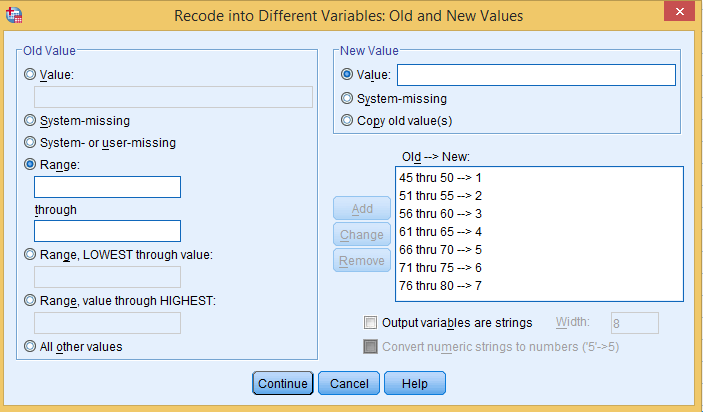 Recode into Different Variables: Old and New Values
Old Value
Value:
System-missing
System- or user-missing
Range:
through
Range, LOWEST through value:
Range, value through HIGHEST:
All other values
New Value
Value:
System-missing
Copy old value(s)
Old --> New:
45 thru 50 --> 1
51 thru 55 --> 2
56 thru 60 --> 3
61 thru 65 --> 4
66 thru 70 --> 5
71 thru 75 --> 6
76 thru 80 --> 7
Add
Change
Remove
Output variables are strings Width: 8
Convert numeric strings to numbers ('5'->5)
Continue Cancel Help